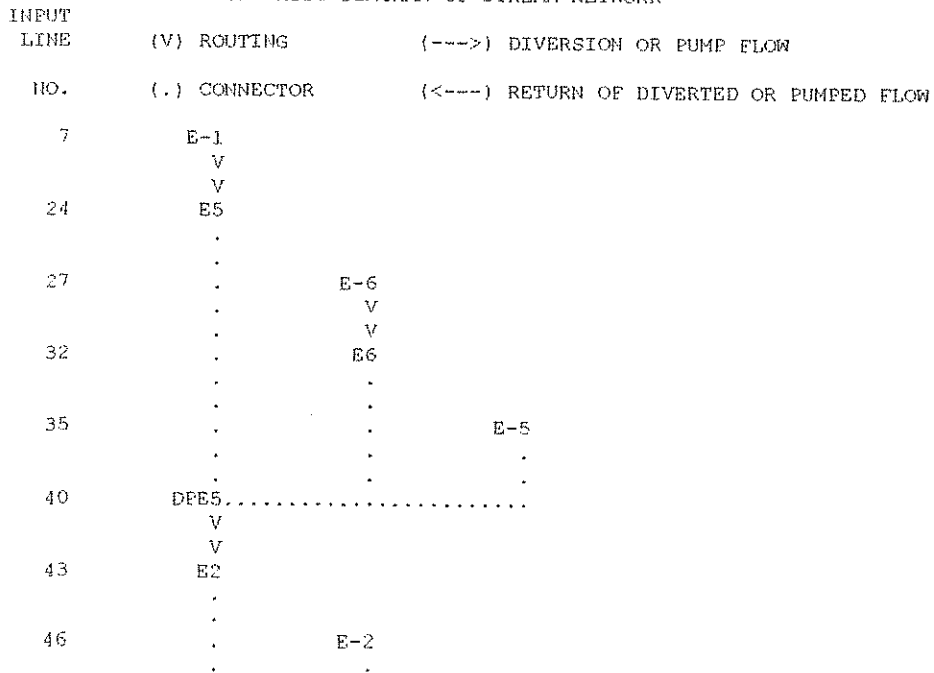 INPUT
LINE (V) ROUTING (--->) DIVERSION OR PUMP FLOW
NO. (.) CONNECTOR (<---) RETURN OF DIVERTED OR PUMPED FLOW
7 E-1
V
V
24 E5
. 
.
27 . E-6
. V
. V
32 . E6
. .
. .
35 . . E-5
. . .
. . .
40 DPE5.........................
V
V
43 E2
.
.
46 . E-2
. .